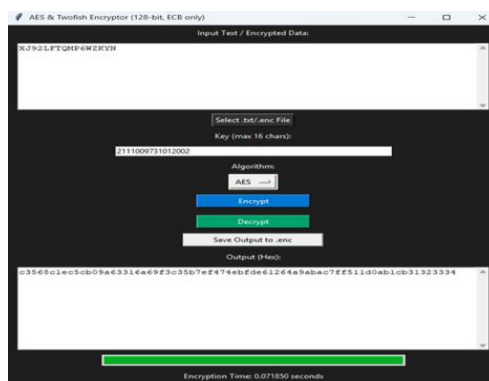 AES & Twofish Encryptor (128-bit, ECB only)
Input Text / Encrypted Data:
XJ92LFTQMP6WZKYN
Select .txt/.enc File
Key (max 16 chars):
2111009731012002
Algorithm:
AES
Encrypt
Decrypt
Save Output to .enc
Output (Hex):
c3568c1ec5cb09a63316a69f3c35b7ef474ebfde61264a9abac7ff511d0ab1cb31323334
Encryption Time: 0.071850 seconds